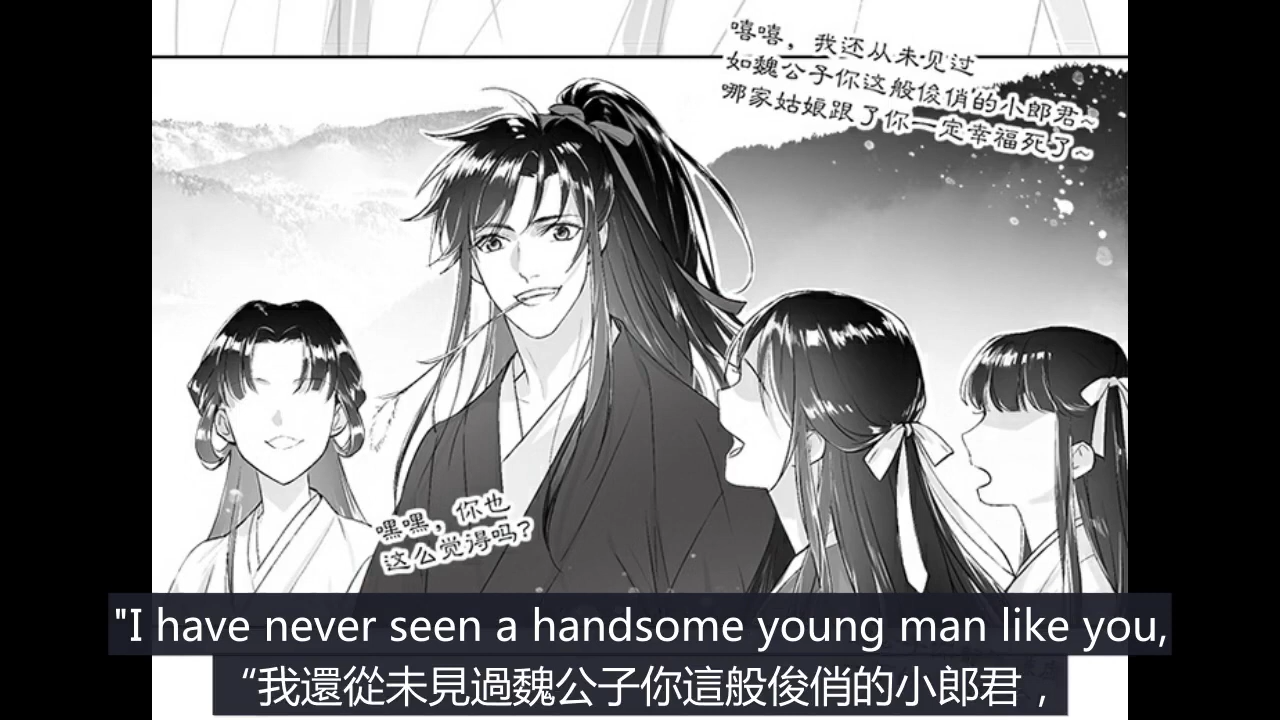 嘻嘻，我还从未见过
如魏公子你这般俊俏的小郎君~
哪家姑娘跟了你一定幸福死了~
嘿嘿，你也
这么觉得吗？
"I have never seen a handsome young man like you,
“我還從未見過魏公子你這般俊俏的小郎君，